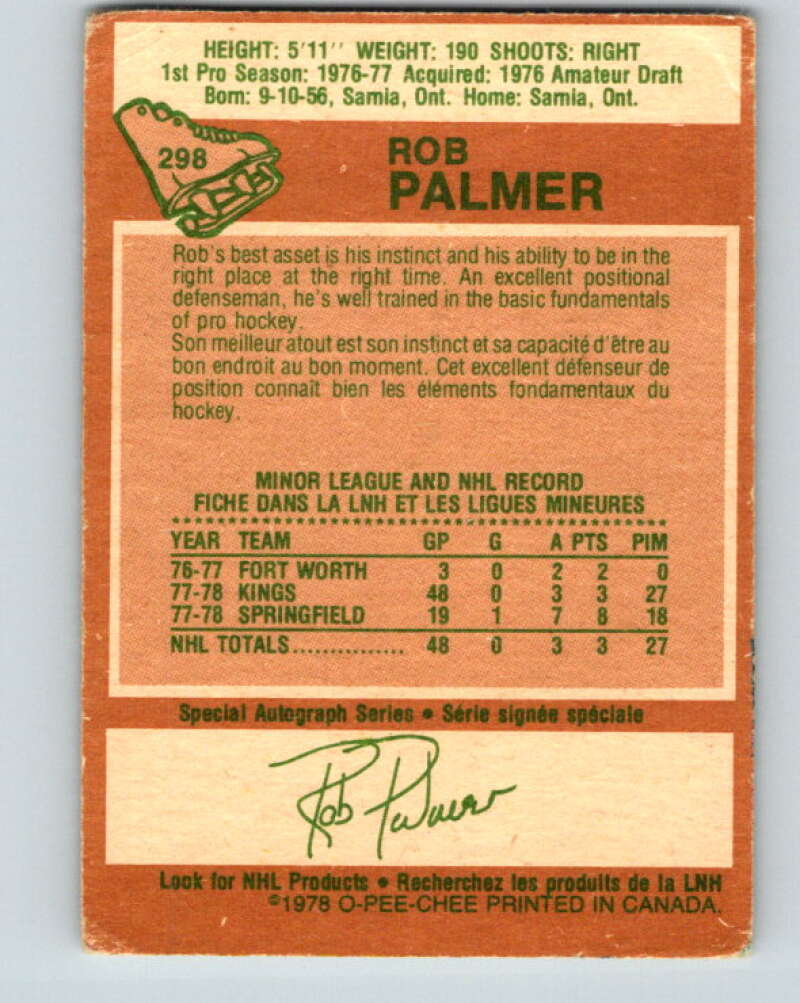 HEIGHT: 5'11'' WEIGHT: 190 SHOOTS: RIGHT
1st Pro Season: 1976-77 Acquired: 1976 Amateur Draft
Born: 9-10-56, Sarnia, Ont. Home: Sarnia, Ont.
298
ROB
PALMER
Rob's best asset is his instinct and his ability to be in the
right place at the right time. An excellent positional
defenseman, he's well trained in the basic fundamentals
of pro hockey.
Son meilleur atout est son instinct et sa capacité d'être au
bon endroit au bon moment. Cet excellent défenseur de
position connaît bien les éléments fondamentaux du
hockey.
MINOR LEAGUE AND NHL RECORD
FICHE DANS LA LNH ET LES LIGUES MINEURES
YEAR TEAM GP G A PTS PIM
76-77 FORT WORTH 3 0 2 2 0
77-78 KINGS 48 0 3 3 27
77-78 SPRINGFIELD 19 1 7 8 18
NHL TOTALS............... 48 0 3 3 27
Special Autograph Series • Série signée spéciale
Rob Palmer
Look for NHL Products • Recherchez les produits de la LNH
©1978 O-PEE-CHEE PRINTED IN CANADA.